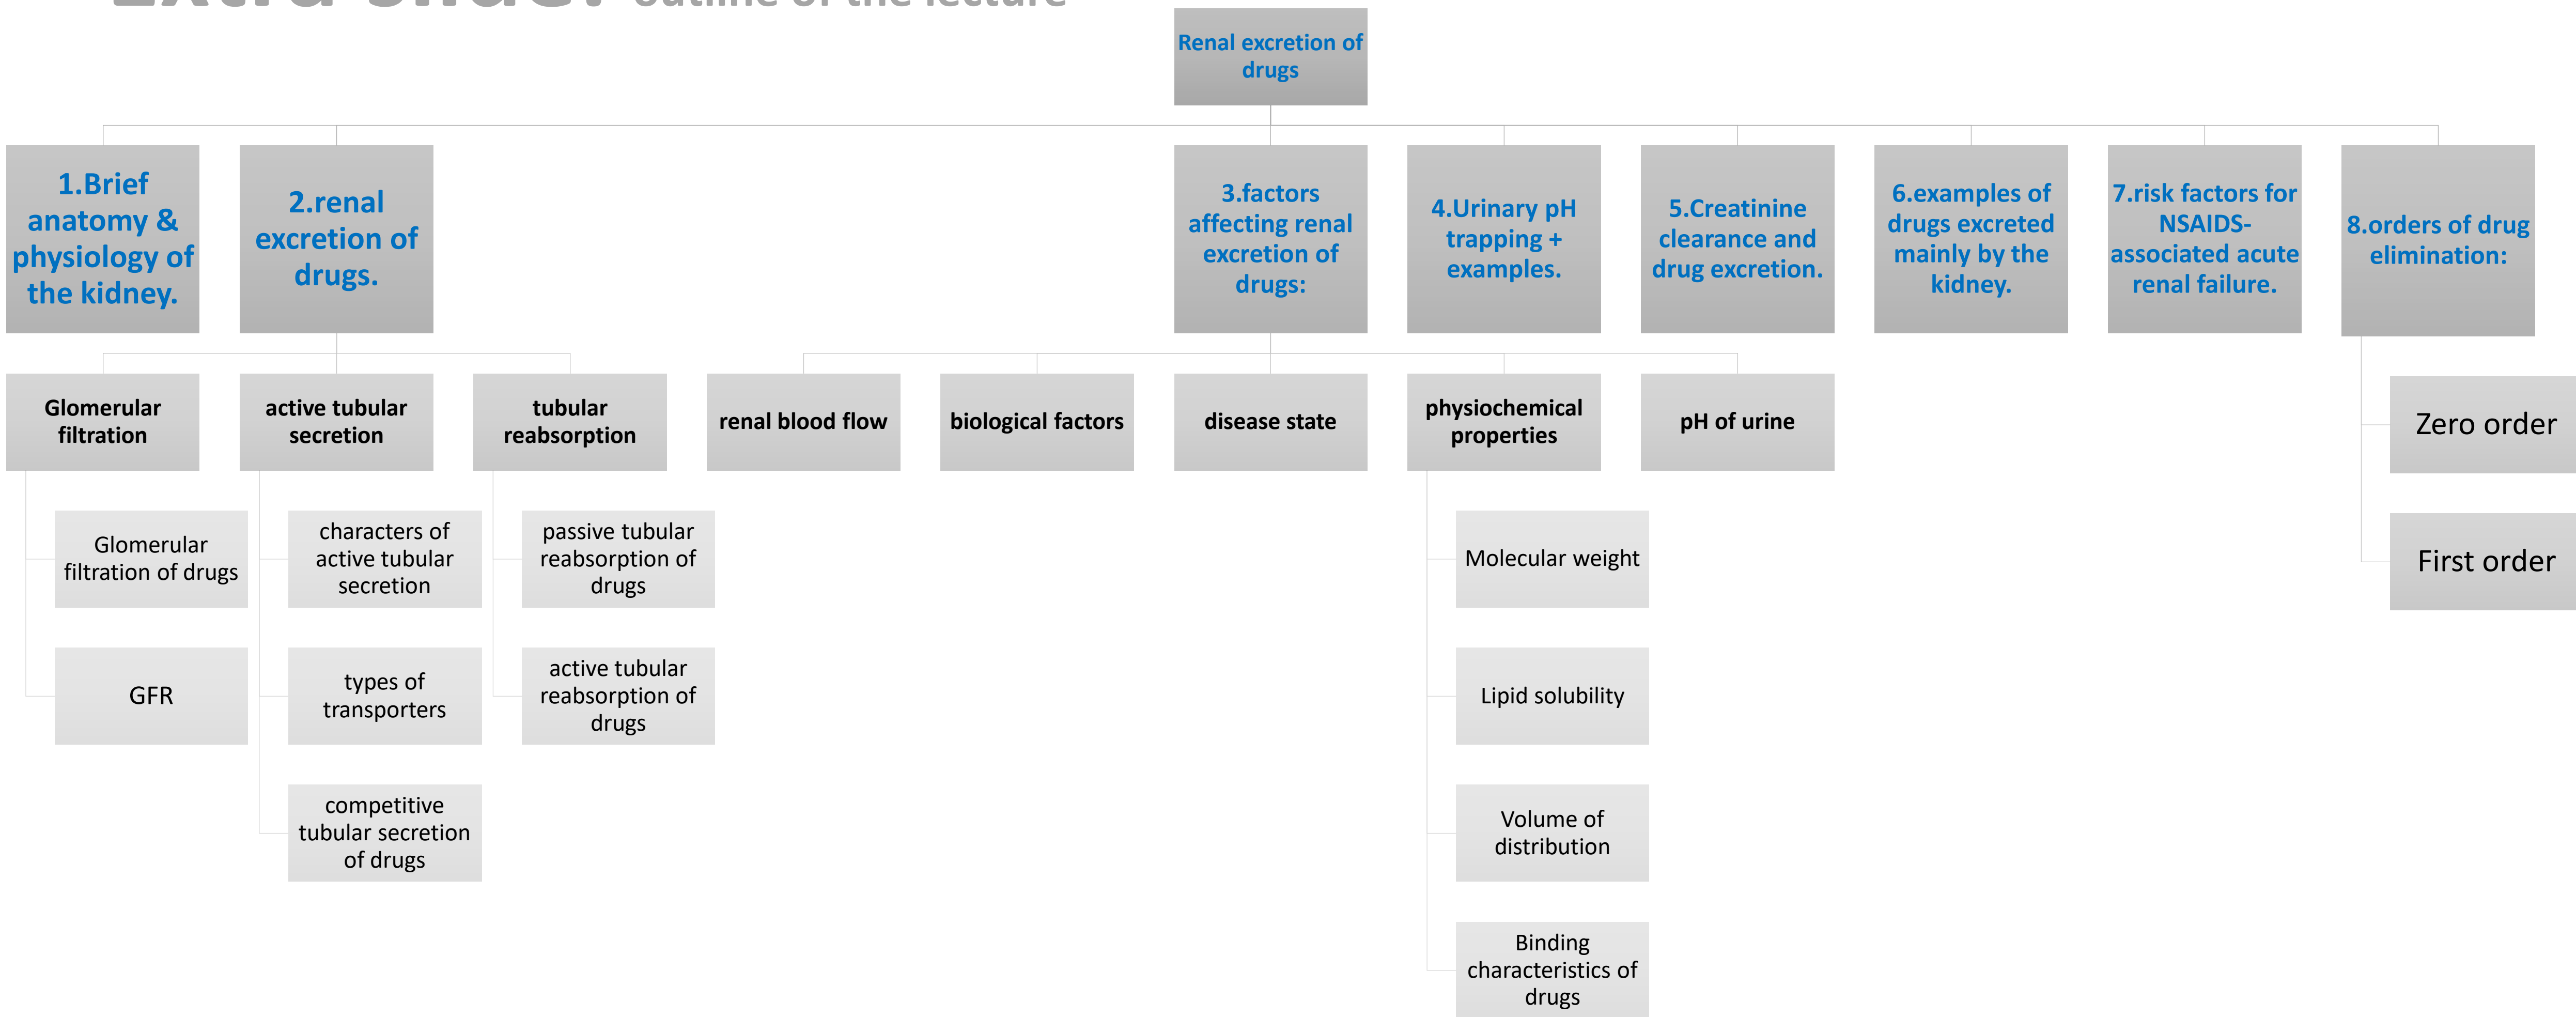 outline of the lecture
Renal excretion of
drugs
1.Brief
anatomy &
physiology of
the kidney.
2.renal
excretion of
drugs.
3.factors
affecting renal
excretion of
drugs:
4.Urinary pH
trapping +
examples.
5.Creatinine
clearance and
drug excretion.
6.examples of
drugs excreted
mainly by the
kidney.
7.risk factors for
NSAIDS-
associated acute
renal failure.
8.orders of drug
elimination:
Glomerular
filtration
active tubular
secretion
tubular
reabsorption
renal blood flow
biological factors
disease state
physiochemical
properties
pH of urine
Zero order
First order
Glomerular
filtration of drugs
GFR
characters of
active tubular
secretion
types of
transporters
competitive
tubular secretion
of drugs
passive tubular
reabsorption of
drugs
active tubular
reabsorption of
drugs
Molecular weight
Lipid solubility
Volume of
distribution
Binding
characteristics of
drugs